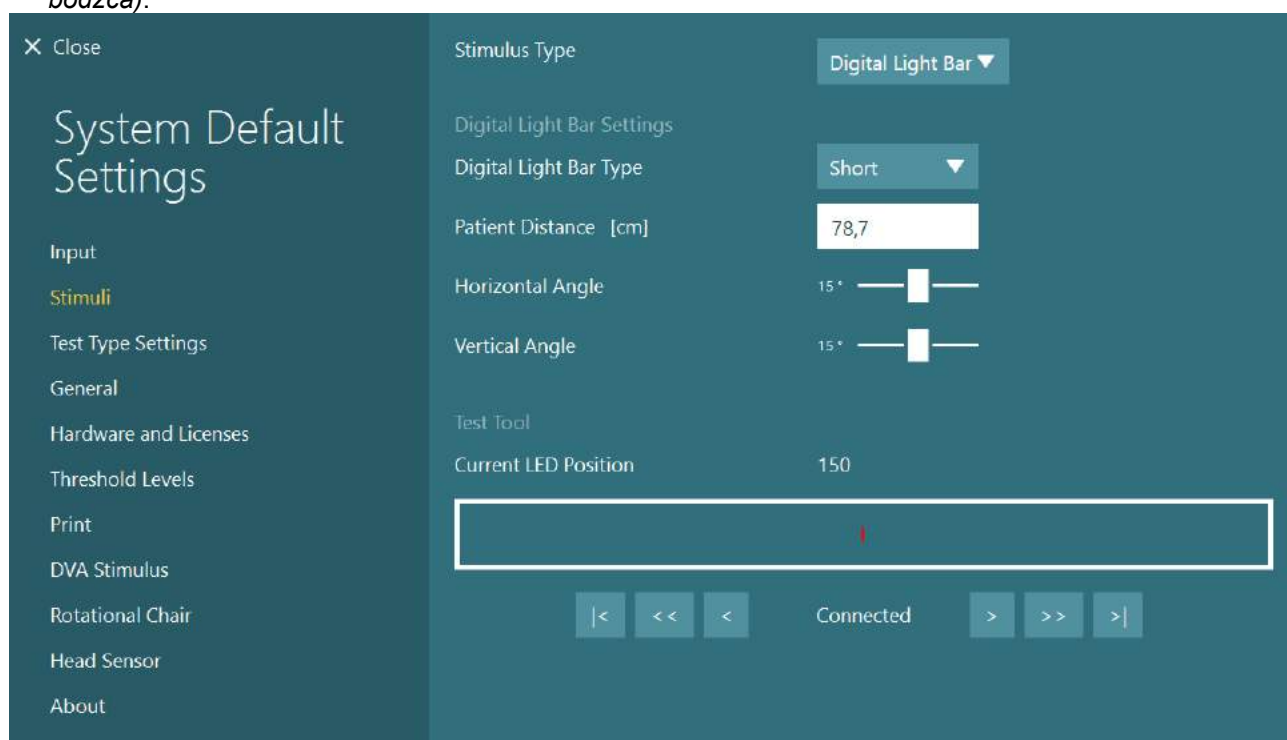 bodźca).
× Close
System Default
Settings
Input
Stimuli
Test Type Settings
General
Hardware and Licenses
Threshold Levels
Print
DVA Stimulus
Rotational Chair
Head Sensor
About
Stimulus Type Digital Light Bar ▼
Digital Light Bar Settings
Digital Light Bar Type Short ▼
Patient Distance [cm] 78,7
Horizontal Angle 15°
Vertical Angle 15°
Test Tool
Current LED Position 150
|< << < Connected > >> >|